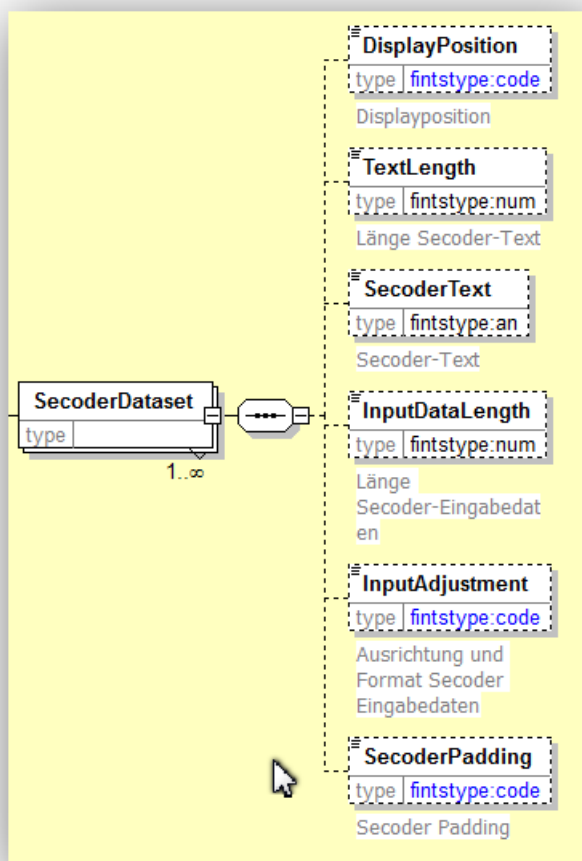 DisplayPosition
type fintstype:code
Displayposition
TextLength
type fintstype:num
Länge Secoder-Text
SecoderText
type fintstype:an
Secoder-Text
SecoderDataset
type
1..∞
InputDataLength
type fintstype:num
Länge
Secoder-Eingabedat
en
InputAdjustment
type fintstype:code
Ausrichtung und
Format Secoder
Eingabedaten
SecoderPadding
type fintstype:code
Secoder Padding